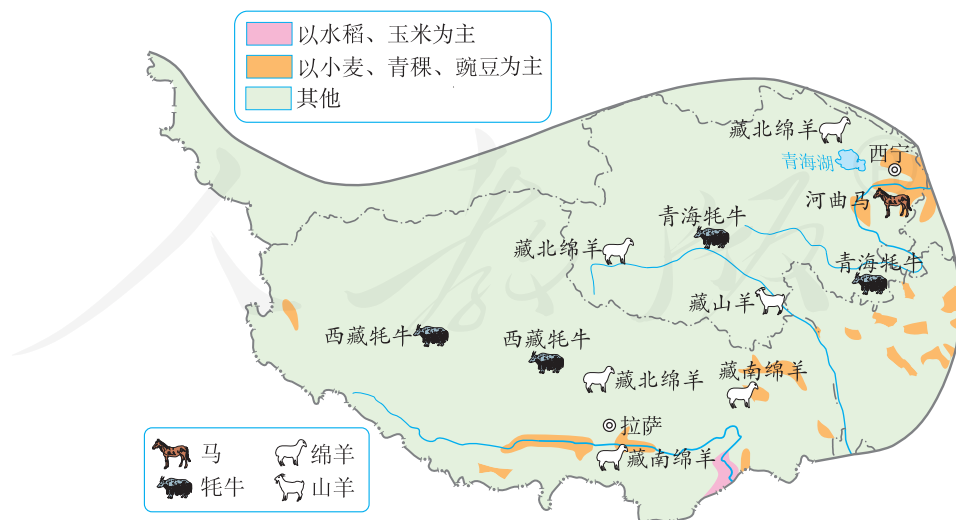 以水稻、玉米为主
以小麦、青稞、豌豆为主
其他
藏北绵羊
青海湖
西宁
河曲马
青海牦牛
藏北绵羊
青海牦牛
藏山羊
西藏牦牛
西藏牦牛
藏北绵羊
藏南绵羊
拉萨
藏南绵羊
马
绵羊
牦牛
山羊
人教版